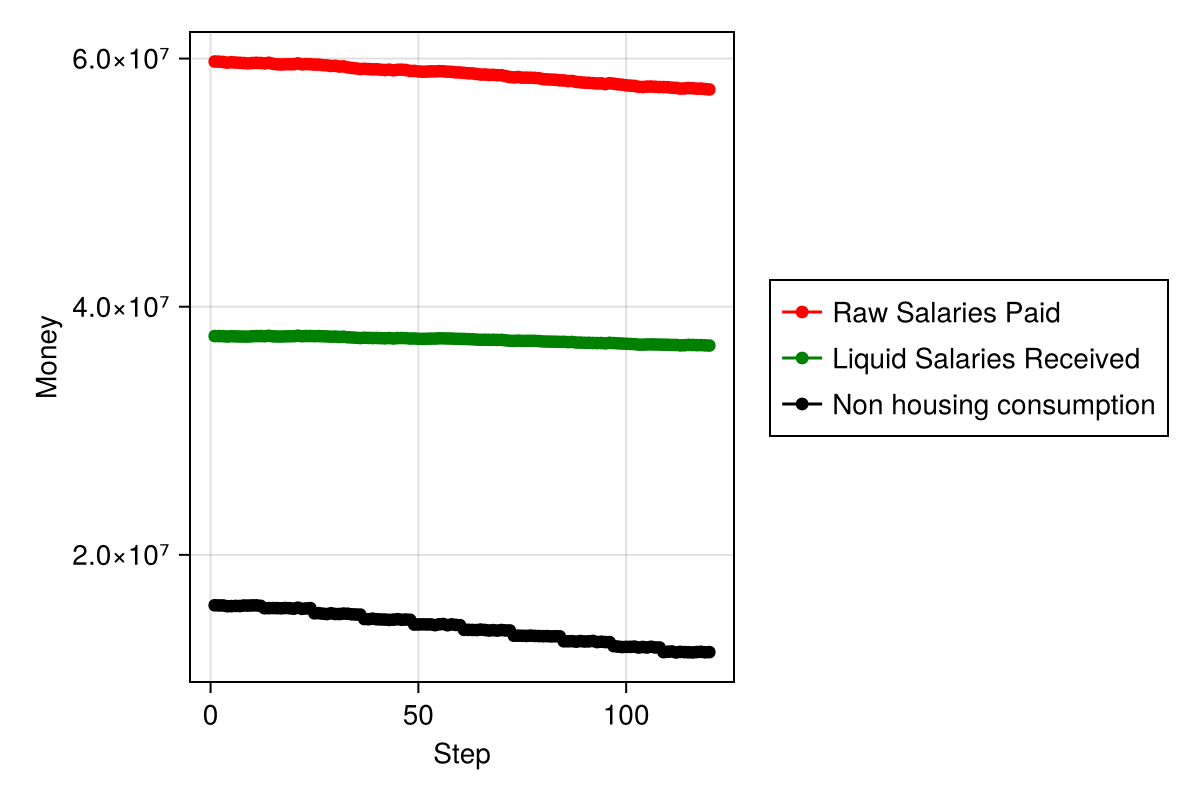 6.0×10⁷
4.0×10⁷
2.0×10⁷
Money
0
50
100
Step
Raw Salaries Paid
Liquid Salaries Received
Non housing consumption